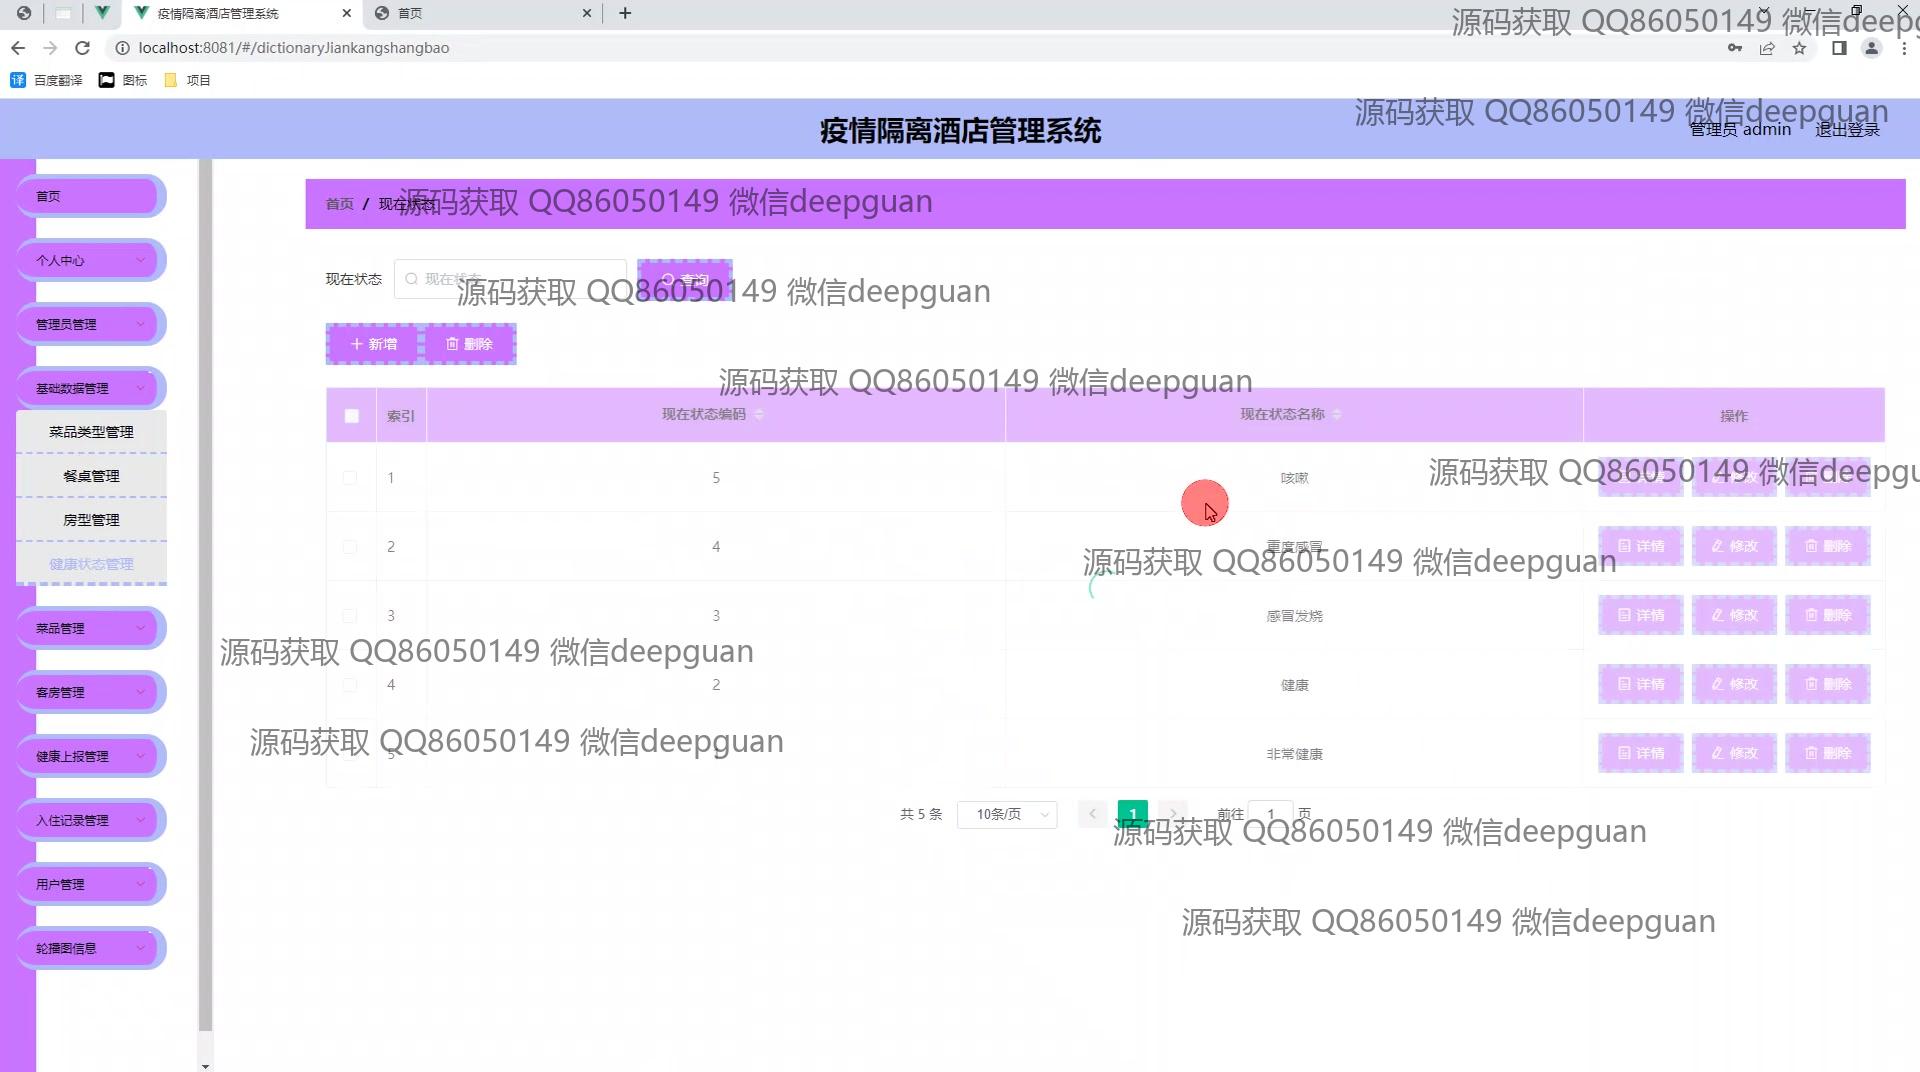 疫情隔离酒店管理系统
首页
localhost:8081/#/dictionaryJiankangshangbao
百度翻译 图标 项目
源码获取 QQ86050149 微信deepg
疫情隔离酒店管理系统
源码获取 QQ86050149 微信deepguan
管理员 admin 退出登录
首页
个人中心
管理员管理
基础数据管理
菜品类型管理
餐桌管理
房型管理
健康状态管理
菜品管理
客房管理
健康上报管理
入住记录管理
用户管理
轮播图信息
首页 / 现在状态
源码获取 QQ86050149 微信deepguan
现在状态 现在状态 查询
源码获取 QQ86050149 微信deepguan
新增 删除
源码获取 QQ86050149 微信deepguan
索引 现在状态编码 现在状态名称 操作
1 5 咳嗽
源码获取 QQ86050149 微信deepgu
2 4 重度感冒 详情 修改 删除
源码获取 QQ86050149 微信deepguan
3 3 感冒发烧 详情 修改 删除
源码获取 QQ86050149 微信deepguan
4 2 健康 详情 修改 删除
源码获取 QQ86050149 微信deepguan
5 非常健康 详情 修改 删除
共 5 条 10条/页 1 前往 1 页
源码获取 QQ86050149 微信deepguan
源码获取 QQ86050149 微信deepguan